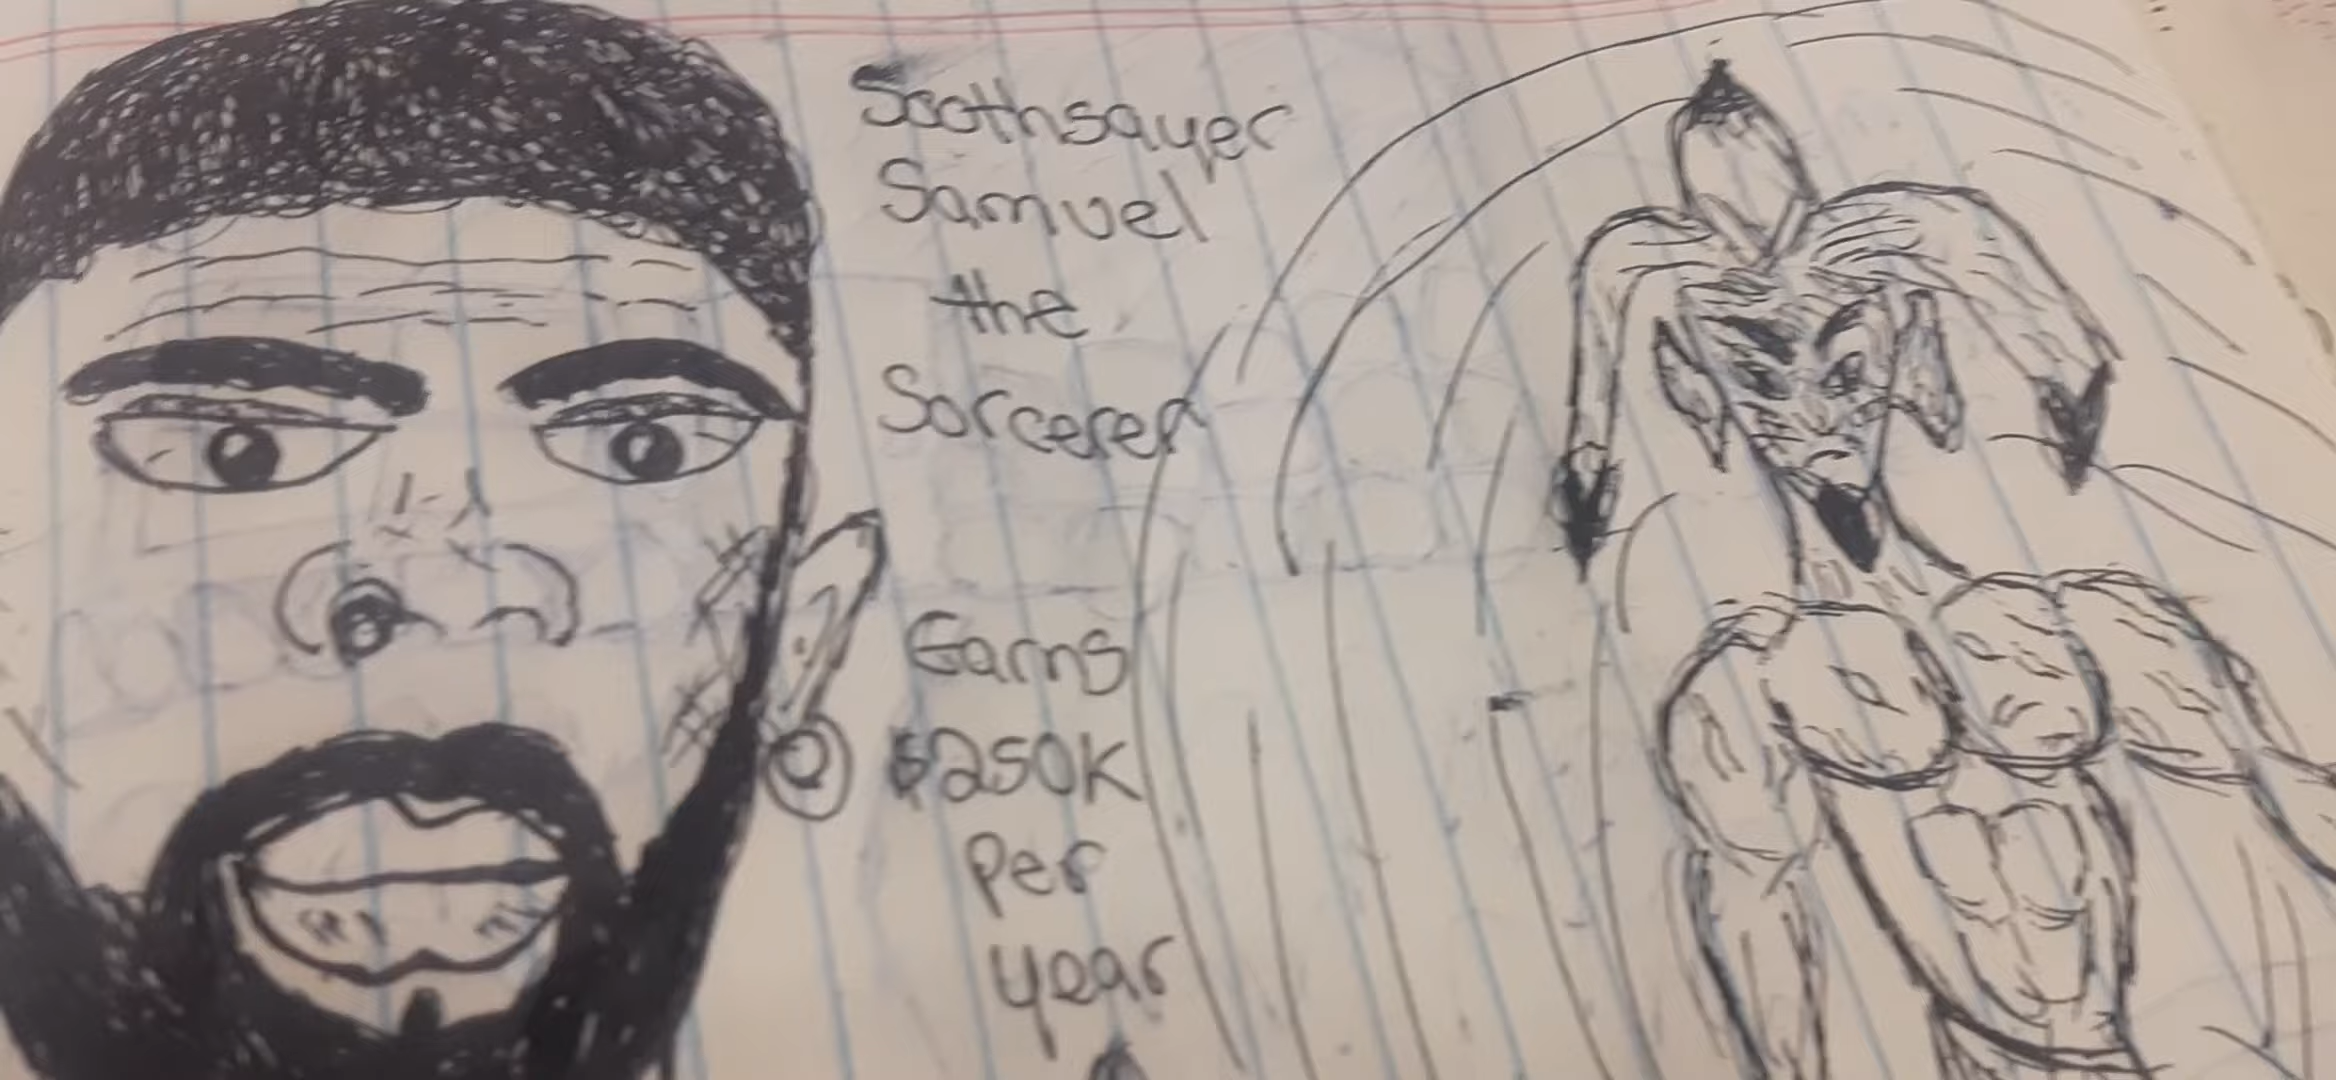 Soothsayer
Samuel
the
Sorcerer
Earns
$250K
Per
year